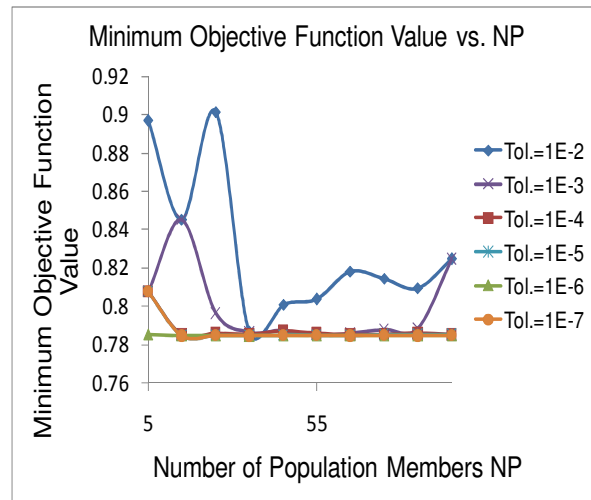 Minimum Objective Function Value vs. NP
Minimum Objective Function
Value
0.92
0.9
0.88
0.86
0.84
0.82
0.8
0.78
0.76
5
55
Number of Population Members NP
Tol.=1E-2
Tol.=1E-3
Tol.=1E-4
Tol.=1E-5
Tol.=1E-6
Tol.=1E-7